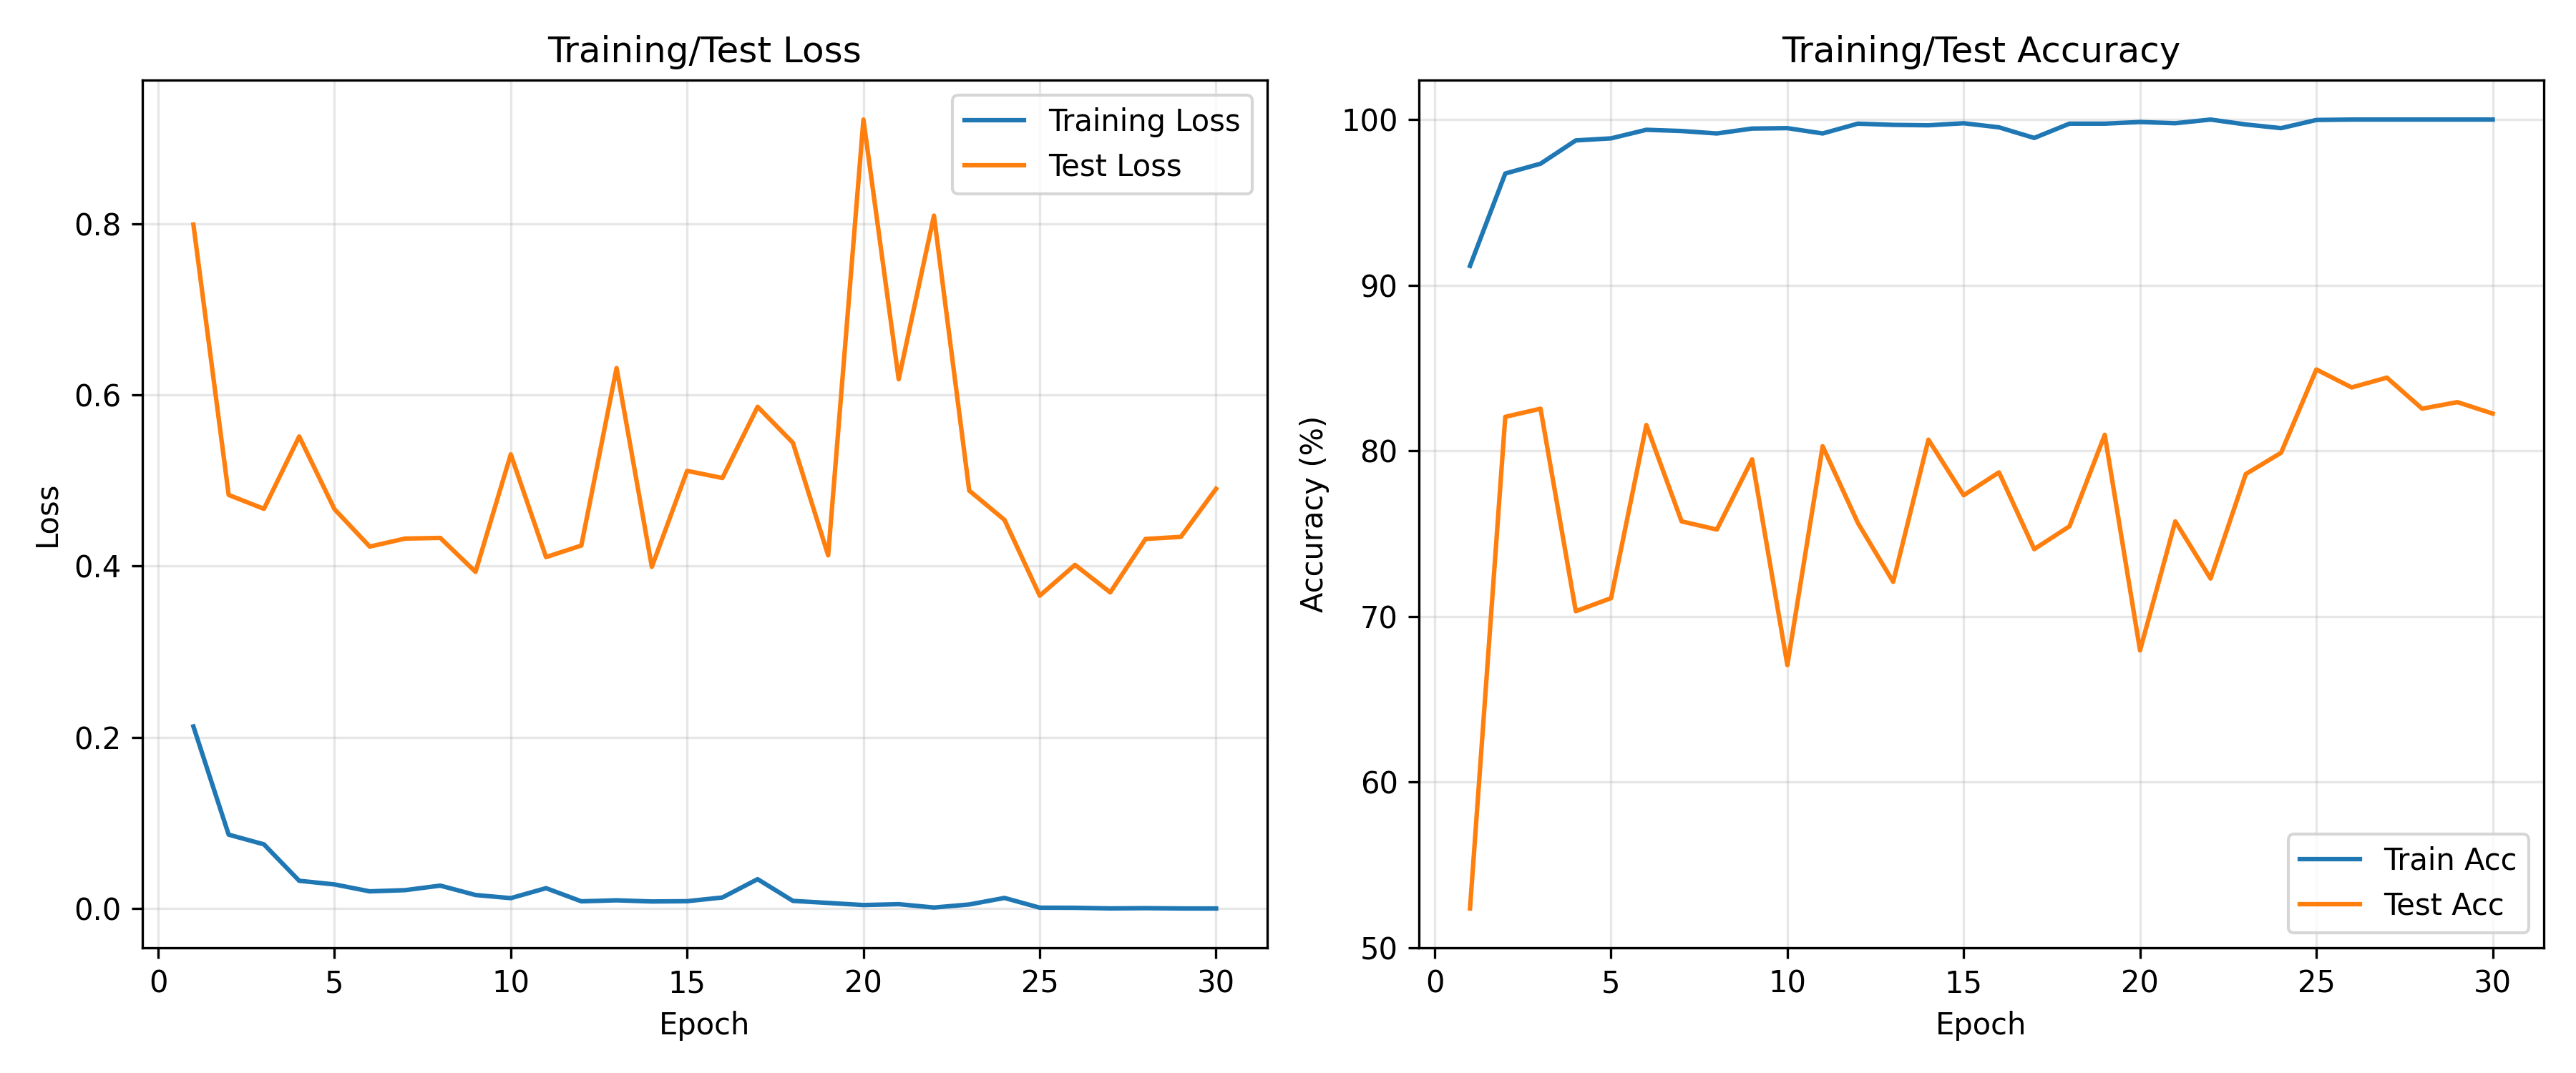 Training/Test Loss
Training Loss
Test Loss
0.8
0.6
0.4
0.2
0.0
Loss
0 5 10 15 20 25 30
Epoch
Training/Test Accuracy
100
90
80
70
60
50
Accuracy (%)
Train Acc
Test Acc
0 5 10 15 20 25 30
Epoch